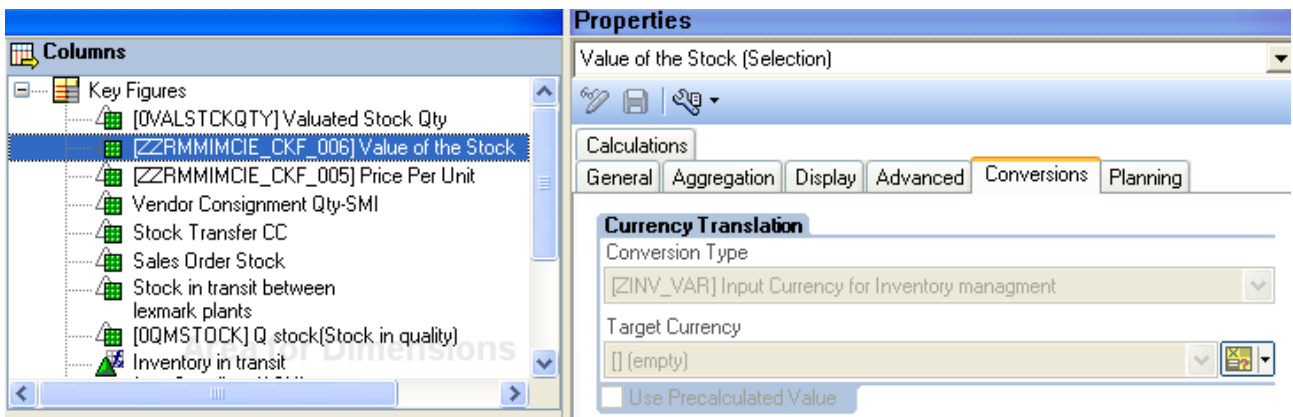 Columns
Key Figures
[0VALSTCKQTY] Valuated Stock Qty
[ZZRMMIMCIE_CKF_006] Value of the Stock
[ZZRMMIMCIE_CKF_005] Price Per Unit
Vendor Consignment Qty-SMI
Stock Transfer CC
Sales Order Stock
Stock in transit between
lexmark plants
[0QMSTOCK] Q stock(Stock in quality)
Area for Dimensions
Inventory in transit
Properties
Value of the Stock (Selection)
Calculations
General Aggregation Display Advanced Conversions Planning
Currency Translation
Conversion Type
[ZINV_VAR] Input Currency for Inventory managment
Target Currency
[] (empty)
Use Precalculated Value